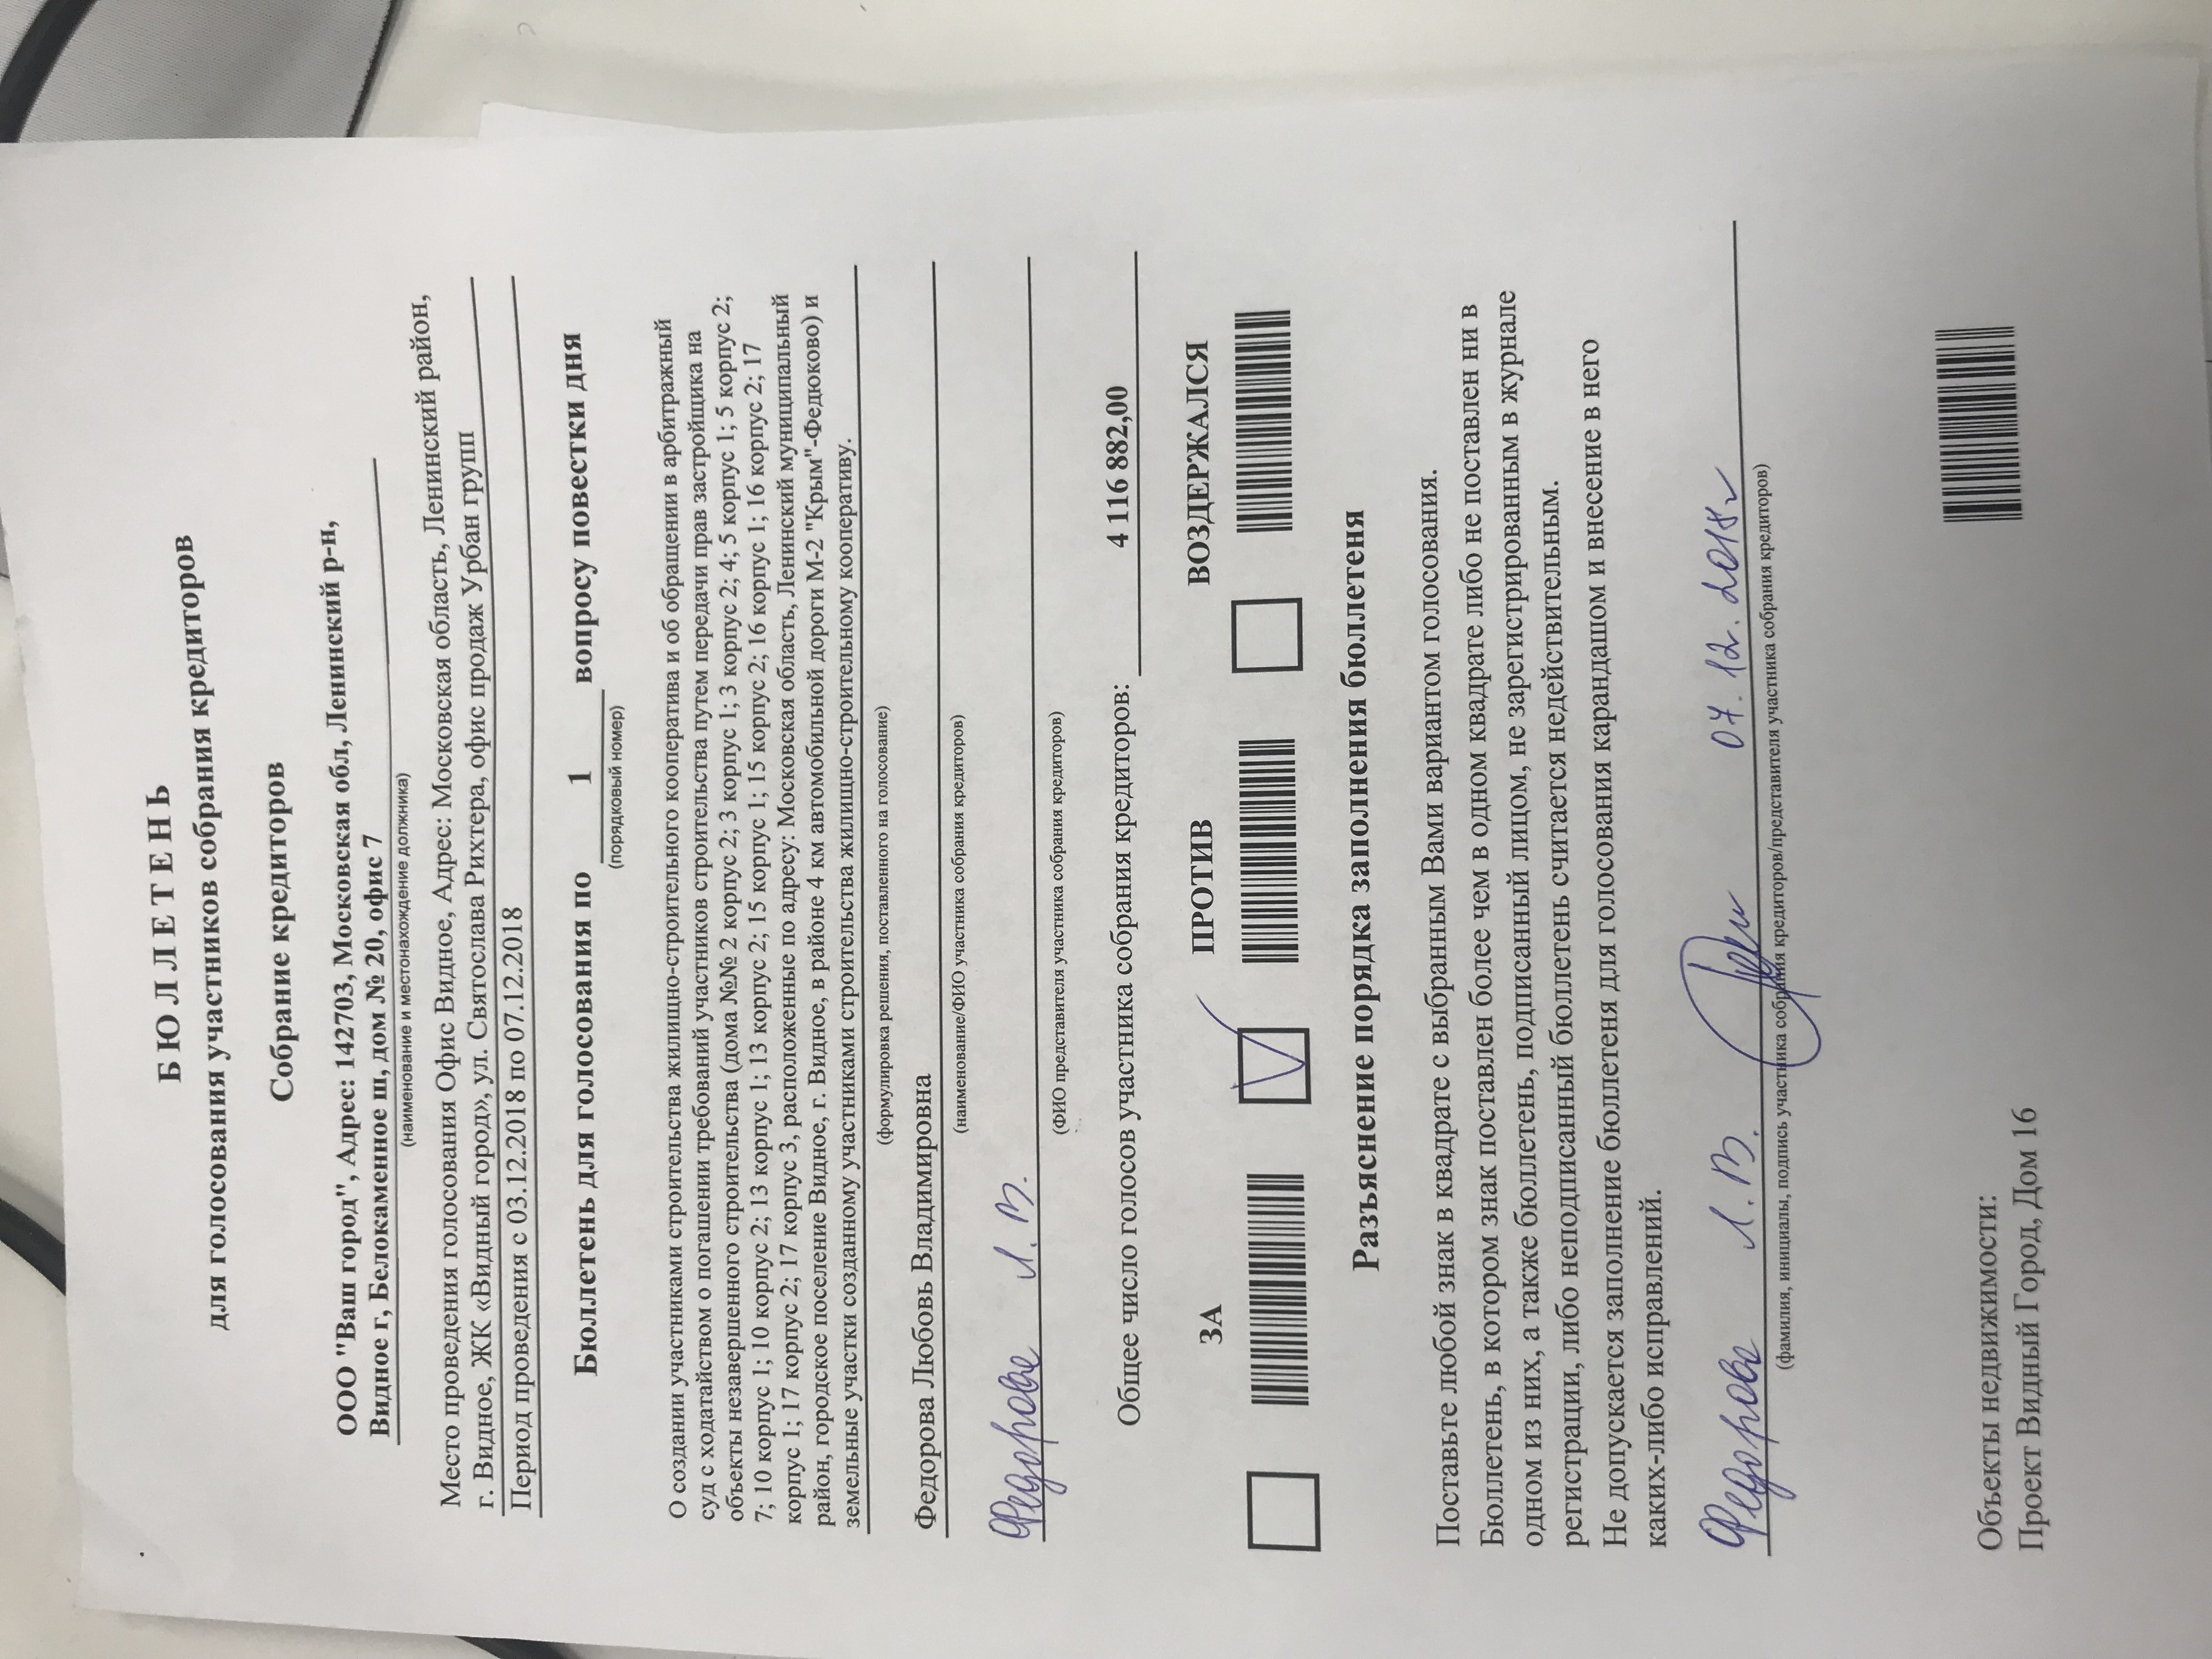 БЮЛЛЕТЕНЬ
для голосования участников собрания кредиторов
Собрание кредиторов
ООО "Ваш город", Адрес: 142703, Московская обл, Ленинский р-н,
Видное г, Белокаменное ш, дом № 20, офис 7
(наименование и местонахождение должника)
Место проведения голосования Офис Видное, Адрес: Московская область, Ленинский район,
г. Видное, ЖК «Видный город», ул. Святослава Рихтера, офис продаж Урбан групп
Период проведения с 03.12.2018 по 07.12.2018
Бюллетень для голосования по 1 вопросу повестки дня
(порядковый номер)
О создании участниками строительства жилищно-строительного кооператива и об обращении в арбитражный
суд с ходатайством о погашении требований участников строительства путем передачи прав застройщика на
объекты незавершенного строительства (дома №№ 2 корпус 2; 3 корпус 1; 3 корпус 2; 4; 5 корпус 1; 5 корпус 2;
7; 10 корпус 1; 10 корпус 2; 13 корпус 1; 13 корпус 2; 15 корпус 1; 15 корпус 2; 16 корпус 1; 16 корпус 2; 17
корпус 1; 17 корпус 2; 17 корпус 3, расположенные по адресу: Московская область, Ленинский муниципальный
район, городское поселение Видное, г. Видное, в районе 4 км автомобильной дороги М-2 "Крым"-Федюково) и
земельные участки созданному участниками строительства жилищно-строительному кооперативу.
(формулировка решения, поставленного на голосование)
Федорова Любовь Владимировна
(наименование/ФИО участника собрания кредиторов)
Федорова Л. В.
(ФИО представителя участника собрания кредиторов)
Общее число голосов участника собрания кредиторов: 4 116 882,00
ЗА ПРОТИВ ВОЗДЕРЖАЛСЯ
Разъяснение порядка заполнения бюллетеня
Поставьте любой знак в квадрате с выбранным Вами вариантом голосования.
Бюллетень, в котором знак поставлен более чем в одном квадрате либо не поставлен ни в
одном из них, а также бюллетень, подписанный лицом, не зарегистрированным в журнале
регистрации, либо неподписанный бюллетень считается недействительным.
Не допускается заполнение бюллетеня для голосования карандашом и внесение в него
каких-либо исправлений.
Федорова Л. В. 07. 12. 2018г
(фамилия, инициалы, подпись участника собрания кредиторов/представителя участника собрания кредиторов)
Объекты недвижимости:
Проект Видный Город, Дом 16